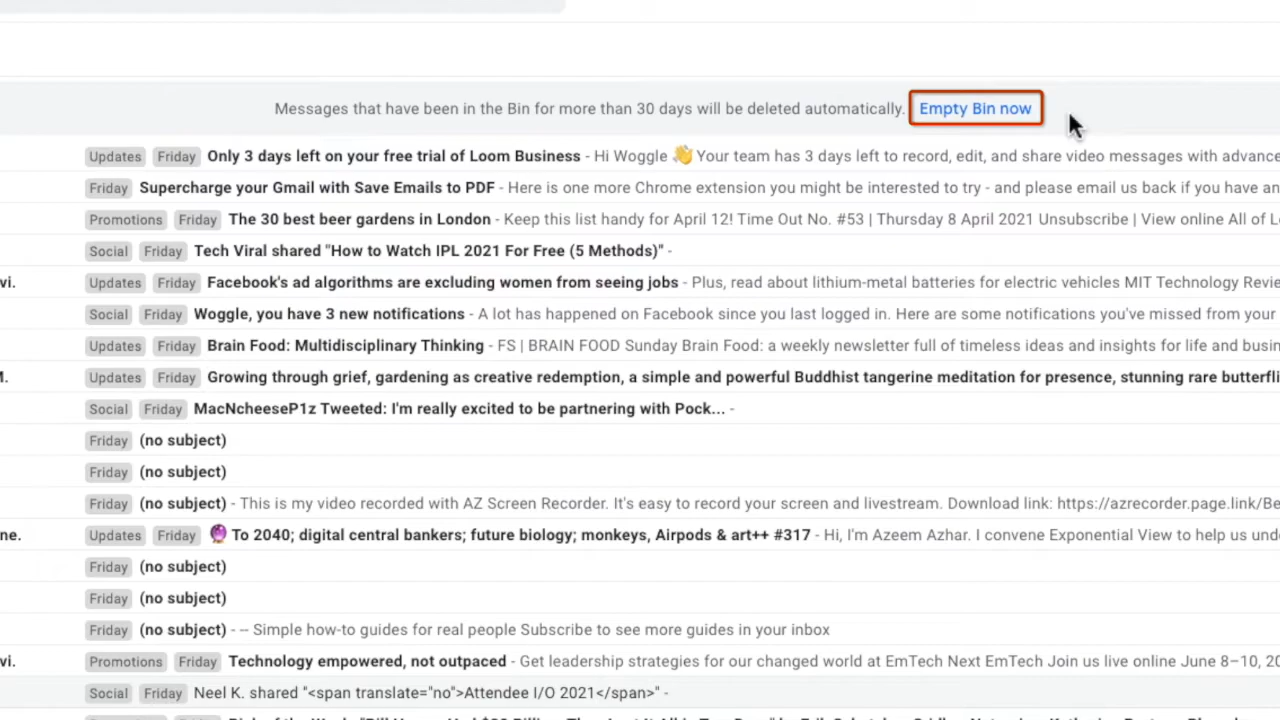 Messages that have been in the Bin for more than 30 days will be deleted automatically. Empty Bin now
Updates Friday Only 3 days left on your free trial of Loom Business - Hi Woggle 👋 Your team has 3 days left to record, edit, and share video messages with advance
Friday Supercharge your Gmail with Save Emails to PDF - Here is one more Chrome extension you might be interested to try - and please email us back if you have an
Promotions Friday The 30 best beer gardens in London - Keep this list handy for April 12! Time Out No. #53 | Thursday 8 April 2021 Unsubscribe | View online All of L
Social Friday Tech Viral shared "How to Watch IPL 2021 For Free (5 Methods)" -
vi. Updates Friday Facebook's ad algorithms are excluding women from seeing jobs - Plus, read about lithium-metal batteries for electric vehicles MIT Technology Revie
Social Friday Woggle, you have 3 new notifications - A lot has happened on Facebook since you last logged in. Here are some notifications you've missed from your
Updates Friday Brain Food: Multidisciplinary Thinking - FS | BRAIN FOOD Sunday Brain Food: a weekly newsletter full of timeless ideas and insights for life and busin
M. Updates Friday Growing through grief, gardening as creative redemption, a simple and powerful Buddhist tangerine meditation for presence, stunning rare butterfli
Social Friday MacNcheeseP1z Tweeted: I'm really excited to be partnering with Pock... -
Friday (no subject)
Friday (no subject)
Friday (no subject) - This is my video recorded with AZ Screen Recorder. It's easy to record your screen and livestream. Download link: https://azrecorder.page.link/Be
ne. Updates Friday 🔮 To 2040; digital central bankers; future biology; monkeys, Airpods & art++ #317 - Hi, I'm Azeem Azhar. I convene Exponential View to help us und
Friday (no subject)
Friday (no subject)
Friday (no subject) - -- Simple how-to guides for real people Subscribe to see more guides in your inbox
vi. Promotions Friday Technology empowered, not outpaced - Get leadership strategies for our changed world at EmTech Next EmTech Join us live online June 8–10, 20
Social Friday Neel K. shared "<span translate="no">Attendee I/O 2021</span>" -